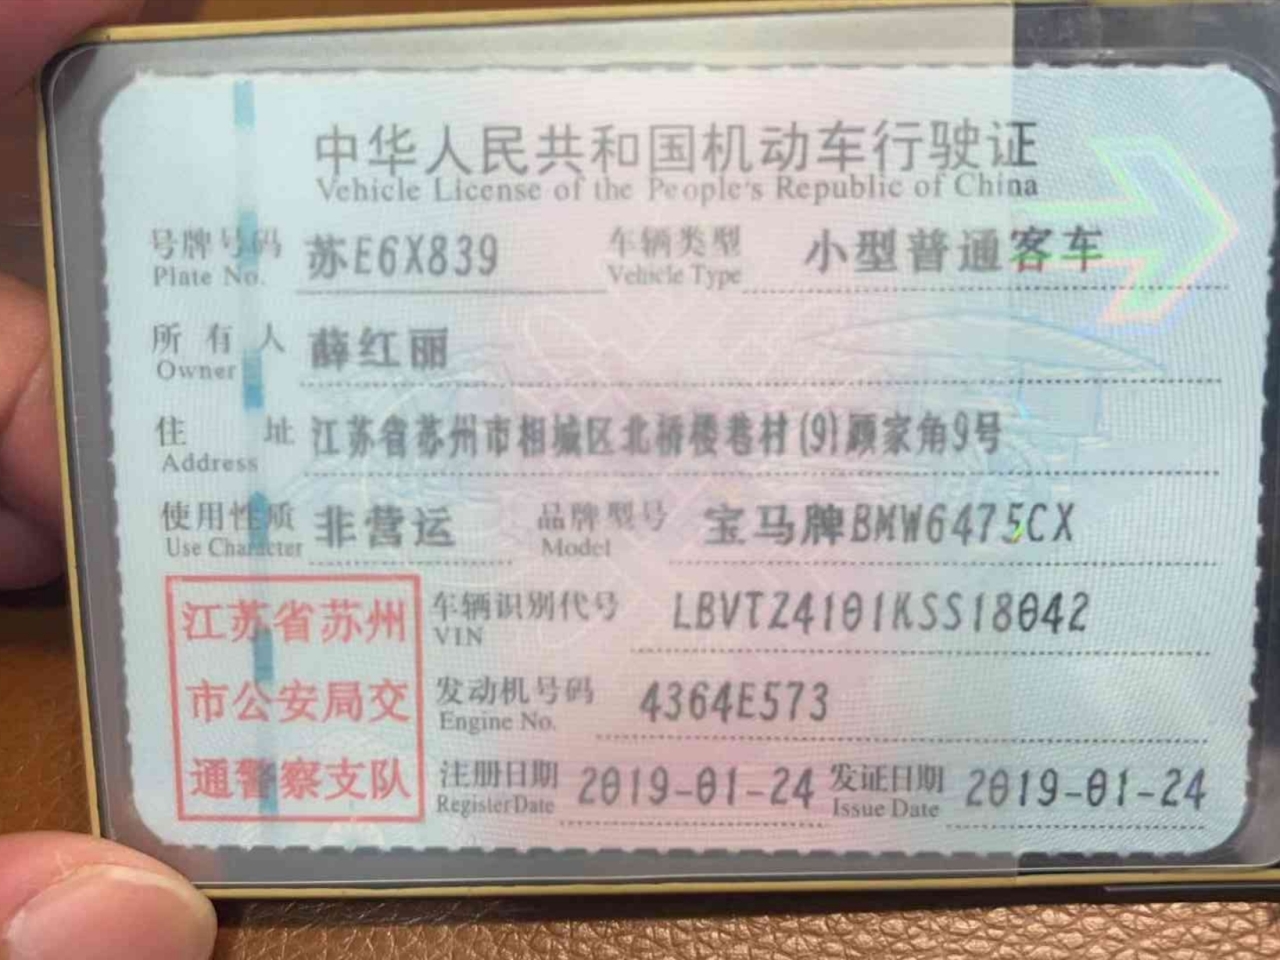 中华人民共和国机动车行驶证
Vehicle License of the People's Republic of China
号牌号码 苏E6X839 车辆类型 小型普通客车
Plate No. Vehicle Type
所有人 薛红丽
Owner
住址 江苏省苏州市相城区北桥楼巷村(9)顾家角9号
Address
使用性质 非营运 品牌型号 宝马牌BMW6475CX
Use Character Model
江苏省苏州
市公安局交
通警察支队
车辆识别代号 LBVTZ4101KSS18042
VIN
发动机号码 4364E573
Engine No.
注册日期 2019-01-24 发证日期 2019-01-24
Register Date Issue Date